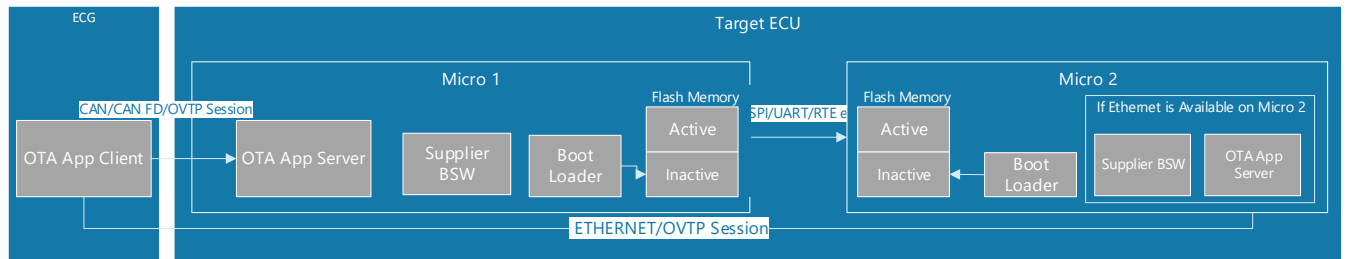 ECG
Target ECU
Micro 1
Micro 2
Flash Memory
Flash Memory
If Ethernet is Available on Micro 2
CAN/CAN FD/OVTP Session
SPI/UART/RTE e
Active
Active
OTA App Client
OTA App Server
Supplier
BSW
Boot
Loader
Inactive
Inactive
Boot
Loader
Supplier BSW
OTA App
Server
ETHERNET/OVTP Session